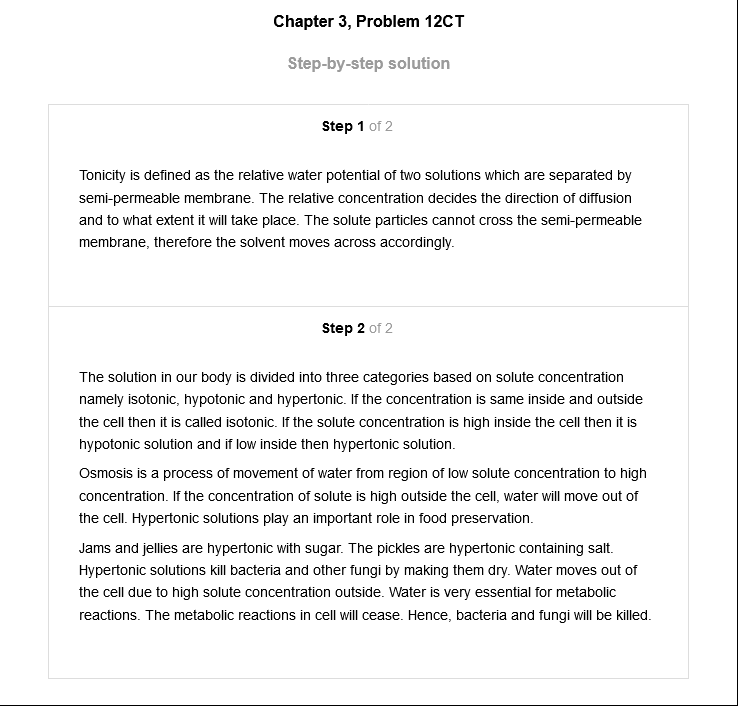 Chapter 3, Problem 12CT
Step-by-step solution
Step 1 of 2
Tonicity is defined as the relative water potential of two solutions which are separated by
semi-permeable membrane. The relative concentration decides the direction of diffusion
and to what extent it will take place. The solute particles cannot cross the semi-permeable
membrane, therefore the solvent moves across accordingly.
Step 2 of 2
The solution in our body is divided into three categories based on solute concentration
namely isotonic, hypotonic and hypertonic. If the concentration is same inside and outside
the cell then it is called isotonic. If the solute concentration is high inside the cell then it is
hypotonic solution and if low inside then hypertonic solution.
Osmosis is a process of movement of water from region of low solute concentration to high
concentration. If the concentration of solute is high outside the cell, water will move out of
the cell. Hypertonic solutions play an important role in food preservation.
Jams and jellies are hypertonic with sugar. The pickles are hypertonic containing salt.
Hypertonic solutions kill bacteria and other fungi by making them dry. Water moves out of
the cell due to high solute concentration outside. Water is very essential for metabolic
reactions. The metabolic reactions in cell will cease. Hence, bacteria and fungi will be killed.